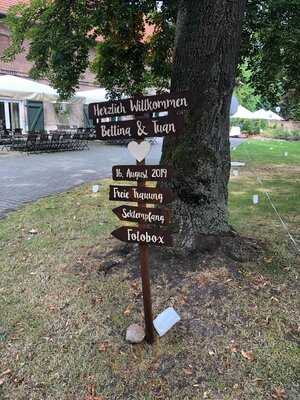 Herzlich Willkommen
Bettina & Ivan
16. August 2019
Freie Trauung
Sektempfang
Fotobox